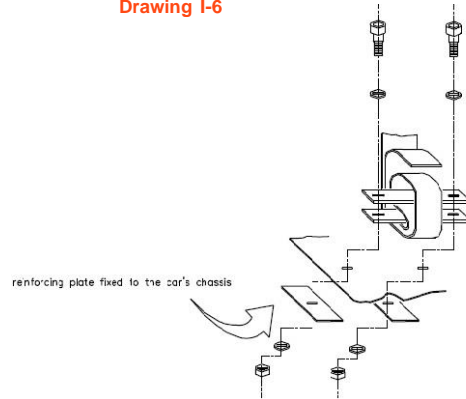 Drawing I-6
reinforcing plate fixed to the car's chassis